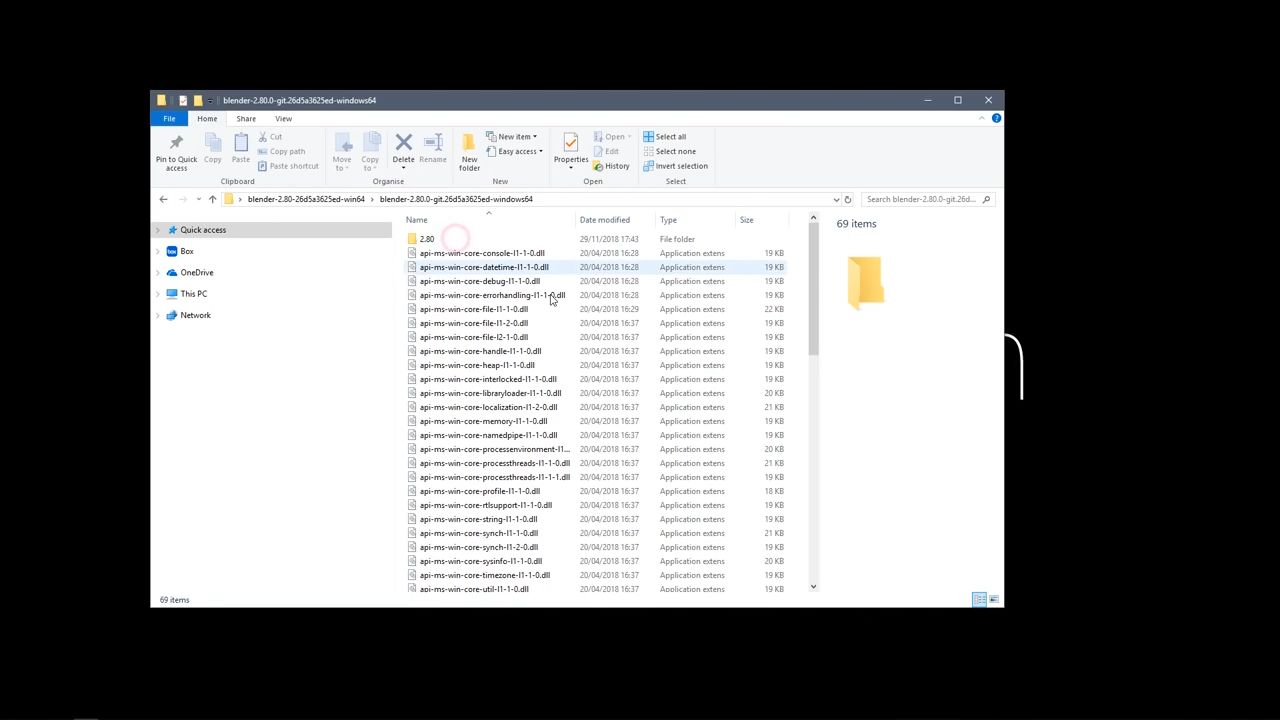 blender-2.80.0-git.26d5a3625ed-windows64
File Home Share View
Pin to Quick access
Copy
Paste
Cut
Copy path
Paste shortcut
Move to
Copy to
Delete
Rename
New folder
New item
Easy access
Properties
Open
Edit
History
Select all
Select none
Invert selection
Clipboard Organise New Open Select
blender-2.80-26d5a3625ed-win64 blender-2.80.0-git.26d5a3625ed-windows64 Search blender-2.80.0-git.26d...
Quick access
Box
OneDrive
This PC
Network
Name Date modified Type Size
2.80 29/11/2018 17:43 File folder
api-ms-win-core-console-l1-1-0.dll 20/04/2018 16:28 Application extens 19 KB
api-ms-win-core-datetime-l1-1-0.dll 20/04/2018 16:28 Application extens 19 KB
api-ms-win-core-debug-l1-1-0.dll 20/04/2018 16:28 Application extens 19 KB
api-ms-win-core-errorhandling-l1-1-0.dll 20/04/2018 16:28 Application extens 19 KB
api-ms-win-core-file-l1-1-0.dll 20/04/2018 16:29 Application extens 22 KB
api-ms-win-core-file-l1-2-0.dll 20/04/2018 16:37 Application extens 19 KB
api-ms-win-core-file-l2-1-0.dll 20/04/2018 16:37 Application extens 19 KB
api-ms-win-core-handle-l1-1-0.dll 20/04/2018 16:37 Application extens 19 KB
api-ms-win-core-heap-l1-1-0.dll 20/04/2018 16:37 Application extens 19 KB
api-ms-win-core-interlocked-l1-1-0.dll 20/04/2018 16:37 Application extens 19 KB
api-ms-win-core-libraryloader-l1-1-0.dll 20/04/2018 16:37 Application extens 20 KB
api-ms-win-core-localization-l1-2-0.dll 20/04/2018 16:37 Application extens 21 KB
api-ms-win-core-memory-l1-1-0.dll 20/04/2018 16:37 Application extens 19 KB
api-ms-win-core-namedpipe-l1-1-0.dll 20/04/2018 16:37 Application extens 19 KB
api-ms-win-core-processenvironment-l1... 20/04/2018 16:37 Application extens 20 KB
api-ms-win-core-processthreads-l1-1-0.dll 20/04/2018 16:37 Application extens 21 KB
api-ms-win-core-processthreads-l1-1-1.dll 20/04/2018 16:37 Application extens 19 KB
api-ms-win-core-profile-l1-1-0.dll 20/04/2018 16:37 Application extens 18 KB
api-ms-win-core-rtlsupport-l1-1-0.dll 20/04/2018 16:37 Application extens 19 KB
api-ms-win-core-string-l1-1-0.dll 20/04/2018 16:37 Application extens 19 KB
api-ms-win-core-synch-l1-1-0.dll 20/04/2018 16:37 Application extens 21 KB
api-ms-win-core-synch-l1-2-0.dll 20/04/2018 16:37 Application extens 19 KB
api-ms-win-core-sysinfo-l1-1-0.dll 20/04/2018 16:37 Application extens 20 KB
api-ms-win-core-timezone-l1-1-0.dll 20/04/2018 16:37 Application extens 19 KB
api-ms-win-core-util-l1-1-0.dll 20/04/2018 16:37 Application extens 19 KB
69 items
69 items